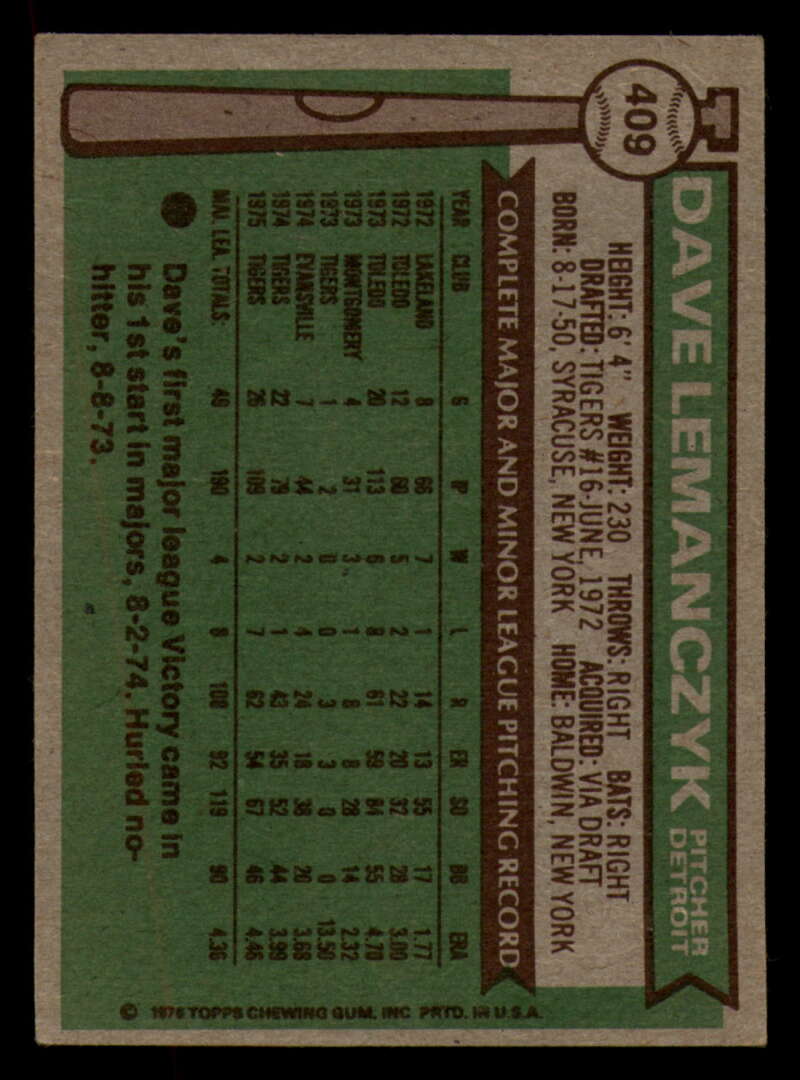 409
DAVE LEMANCZYK
PITCHER
DETROIT
HEIGHT: 6' 4" WEIGHT: 230 THROWS: RIGHT BATS: RIGHT
DRAFTED: TIGERS #16-JUNE, 1972 ACQUIRED: VIA DRAFT
BORN: 8-17-50, SYRACUSE, NEW YORK HOME: BALDWIN, NEW YORK
COMPLETE MAJOR AND MINOR LEAGUE PITCHING RECORD
YEAR CLUB G IP W L R ER SO BB ERA
1972 LAKELAND 8 66 7 1 14 13 55 17 1.77
1972 TOLEDO 12 60 5 2 22 20 32 28 3.00
1973 TOLEDO 20 113 6 8 61 59 84 55 4.70
1973 MONTGOMERY 4 31 3 1 8 8 28 14 2.32
1973 TIGERS 1 2 0 0 3 3 0 0 13.50
1974 EVANSVILLE 7 44 2 4 24 18 38 20 3.68
1974 TIGERS 22 79 2 1 43 35 52 44 3.99
1975 TIGERS 26 109 2 7 62 54 67 46 4.46
MAJ. LEA. TOTALS: 49 190 4 8 108 92 119 90 4.36
Dave's first major league Victory came in
his 1st start in majors, 8-2-74. Hurled no-
hitter, 8-8-73.
© 1976 TOPPS CHEWING GUM, INC PRTD. IN U.S.A.